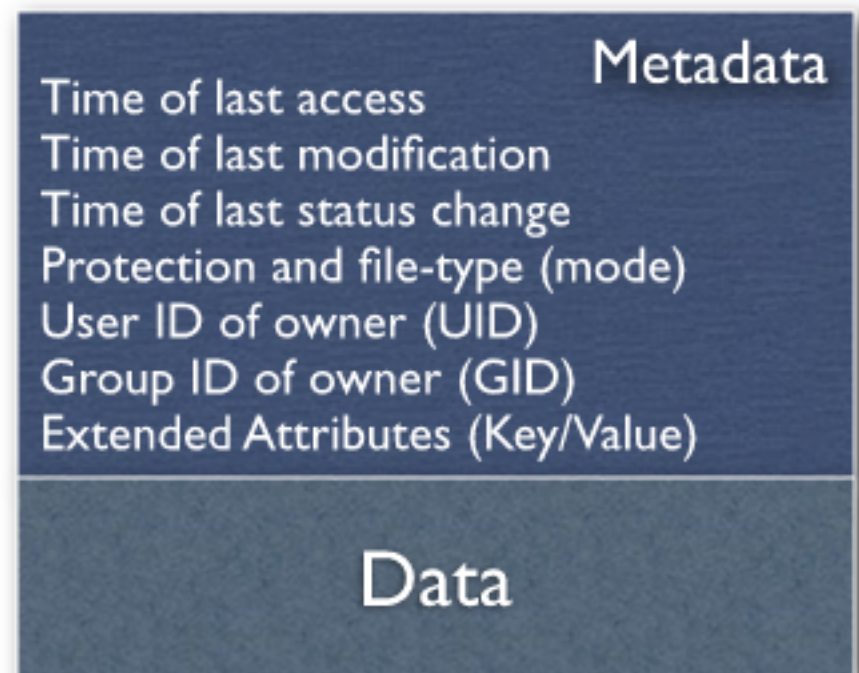 Metadata
Time of last access
Time of last modification
Time of last status change
Protection and file-type (mode)
User ID of owner (UID)
Group ID of owner (GID)
Extended Attributes (Key/Value)
Data